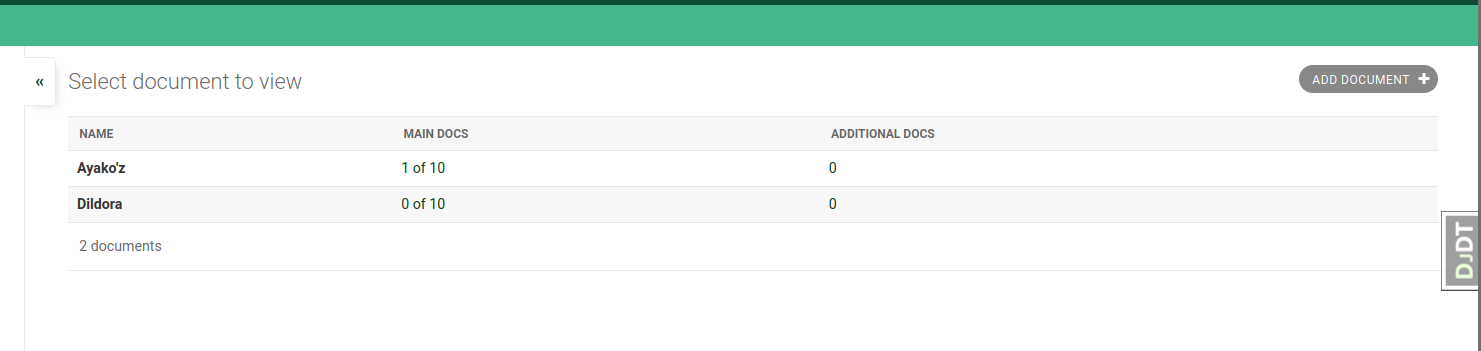 «
Select document to view
ADD DOCUMENT +
NAME MAIN DOCS ADDITIONAL DOCS
Ayako'z 1 of 10 0
Dildora 0 of 10 0
2 documents
DJDT